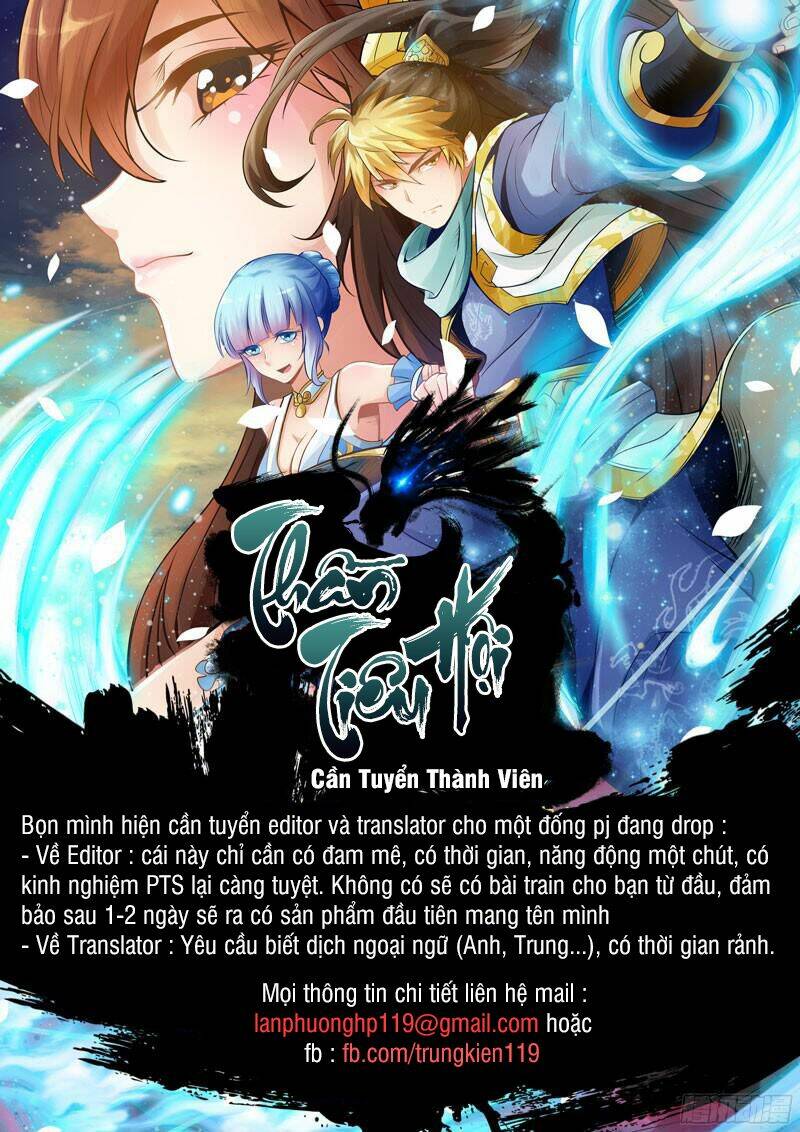 Thần
Tiểu Hội
Cần Tuyển Thành Viên
Bọn mình hiện cần tuyển editor và translator cho một đống pj đang drop :
- Về Editor : cái này chỉ cần có đam mê, có thời gian, năng động một chút, có
kinh nghiệm PTS lại càng tuyệt. Không có sẽ có bài train cho bạn từ đầu, đảm
bảo sau 1-2 ngày sẽ ra có sản phẩm đầu tiên mang tên mình
- Về Translator : Yêu cầu biết dịch ngoại ngữ (Anh, Trung...), có thời gian rảnh.
Mọi thông tin chi tiết liên hệ mail :
lanphuonghp119@gmail.com hoặc
fb : fb.com/trungkien119